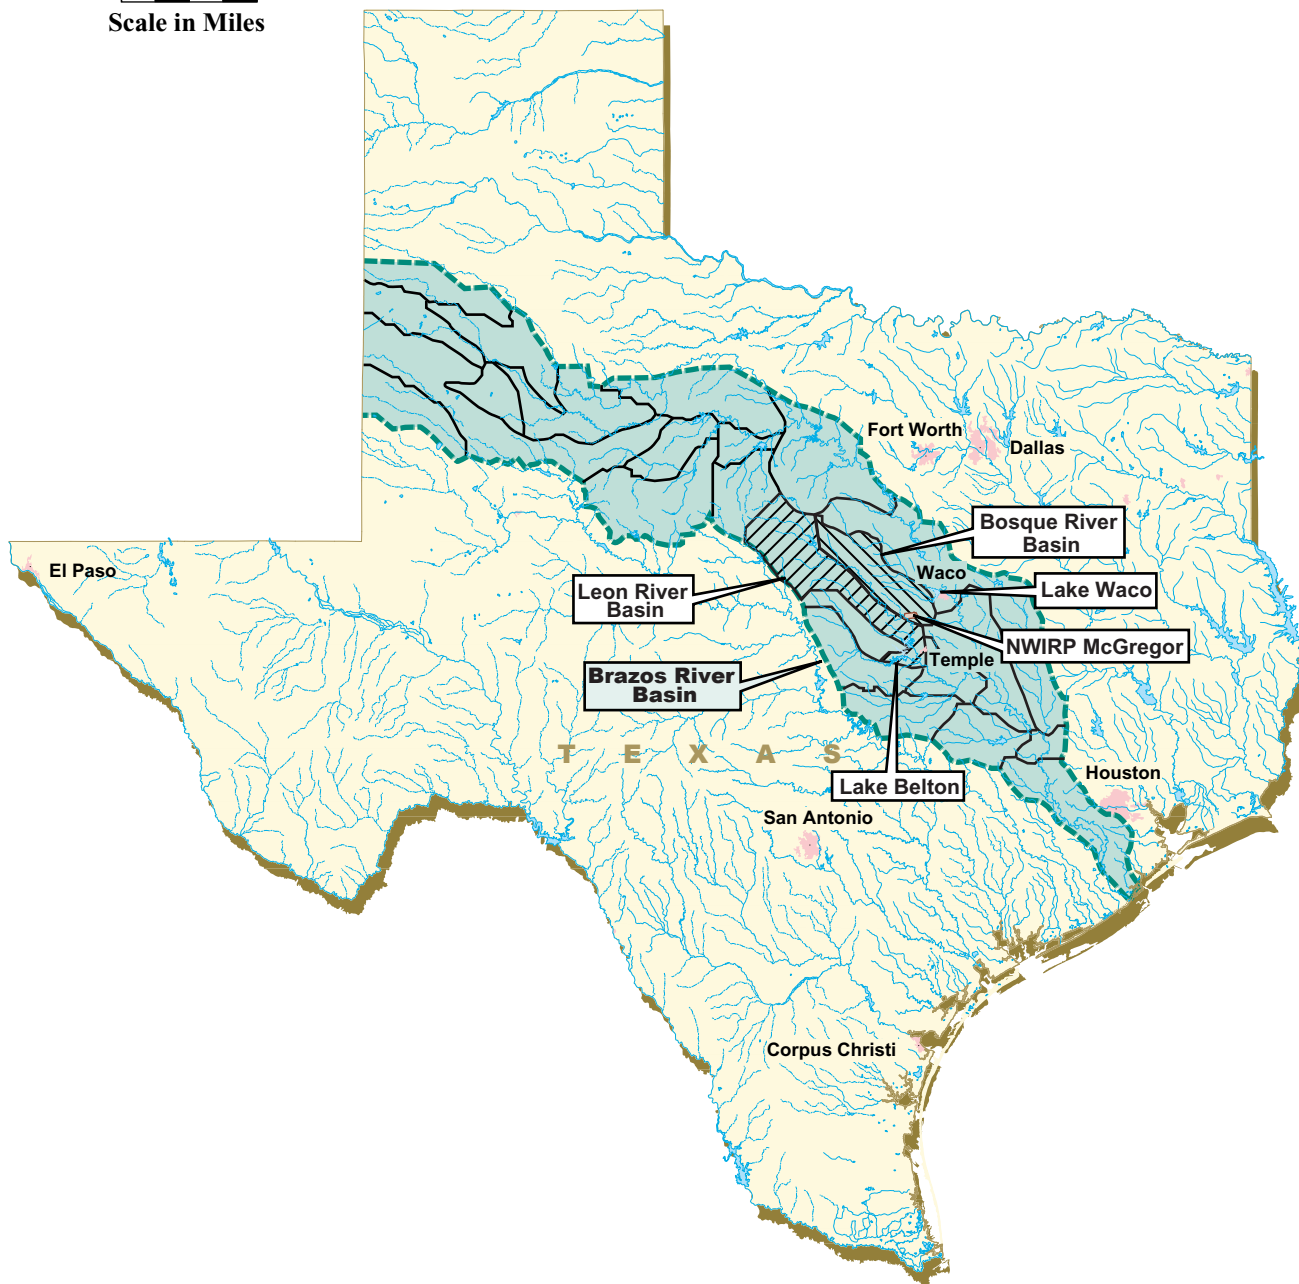 Scale in Miles
Fort Worth
Dallas
Bosque River
Basin
El Paso
Waco
Leon River
Basin
Lake Waco
NWIRP McGregor
Temple
Brazos River
Basin
T E X A S
Houston
Lake Belton
San Antonio
Corpus Christi